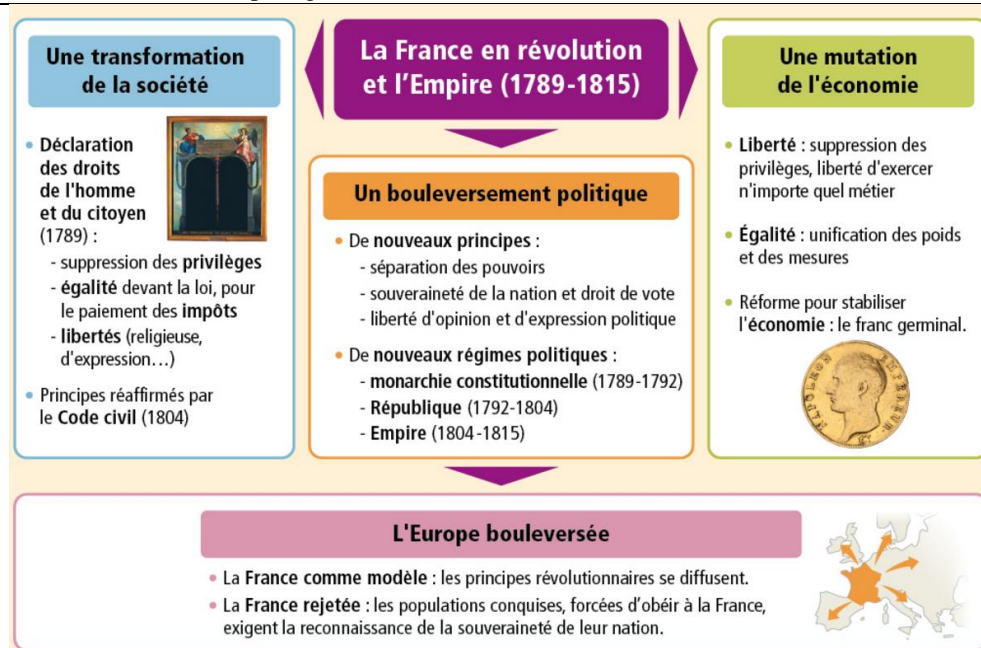 La France en révolution
et l'Empire (1789-1815)
Une transformation
de la société
• Déclaration
des droits
de l'homme
et du citoyen
(1789) :
- suppression des privilèges
- égalité devant la loi, pour
le paiement des impôts
- libertés (religieuse,
d'expression…)
• Principes réaffirmés par
le Code civil (1804)
Un bouleversement politique
• De nouveaux principes :
- séparation des pouvoirs
- souveraineté de la nation et droit de vote
- liberté d'opinion et d'expression politique
• De nouveaux régimes politiques :
- monarchie constitutionnelle (1789-1792)
- République (1792-1804)
- Empire (1804-1815)
Une mutation
de l'économie
• Liberté : suppression des
privilèges, liberté d'exercer
n'importe quel métier
• Égalité : unification des poids
et des mesures
• Réforme pour stabiliser
l'économie : le franc germinal.
NAPOLEON EMPEREUR.
L'Europe bouleversée
• La France comme modèle : les principes révolutionnaires se diffusent.
• La France rejetée : les populations conquises, forcées d'obéir à la France,
exigent la reconnaissance de la souveraineté de leur nation.